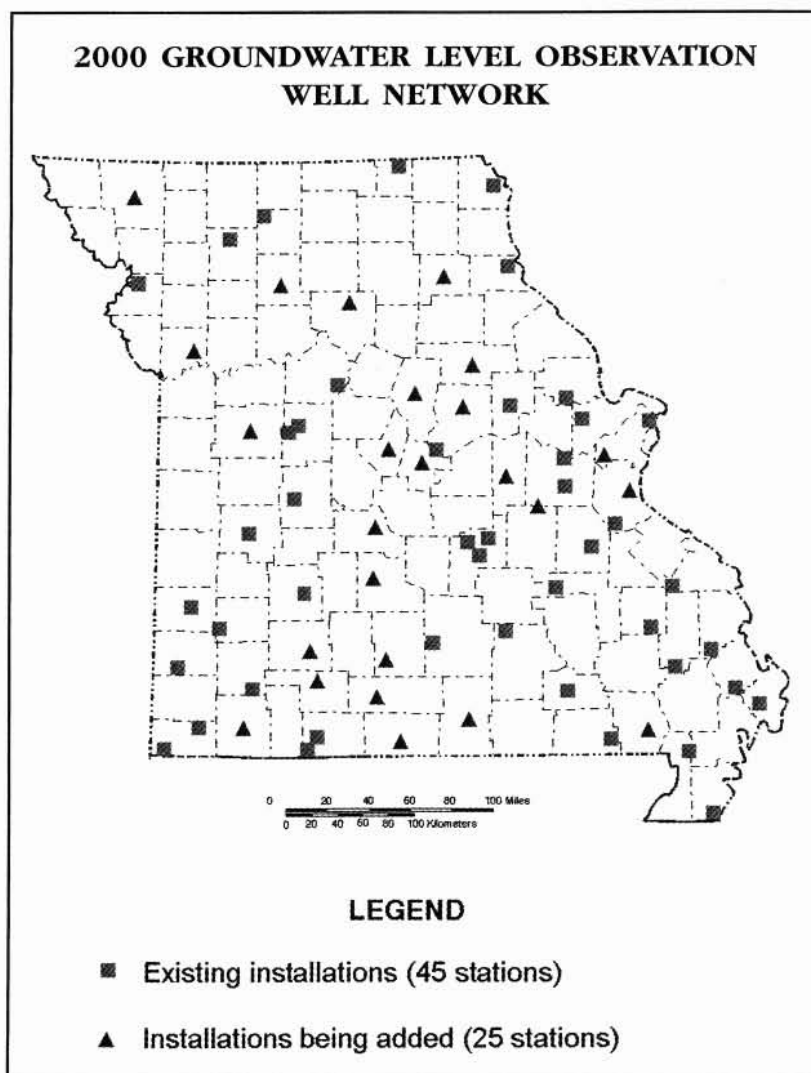 2000 GROUNDWATER LEVEL OBSERVATION
WELL NETWORK
0 20 40 60 80 100 Miles
0 20 40 60 80 100 Kilometers
LEGEND
Existing installations (45 stations)
Installations being added (25 stations)